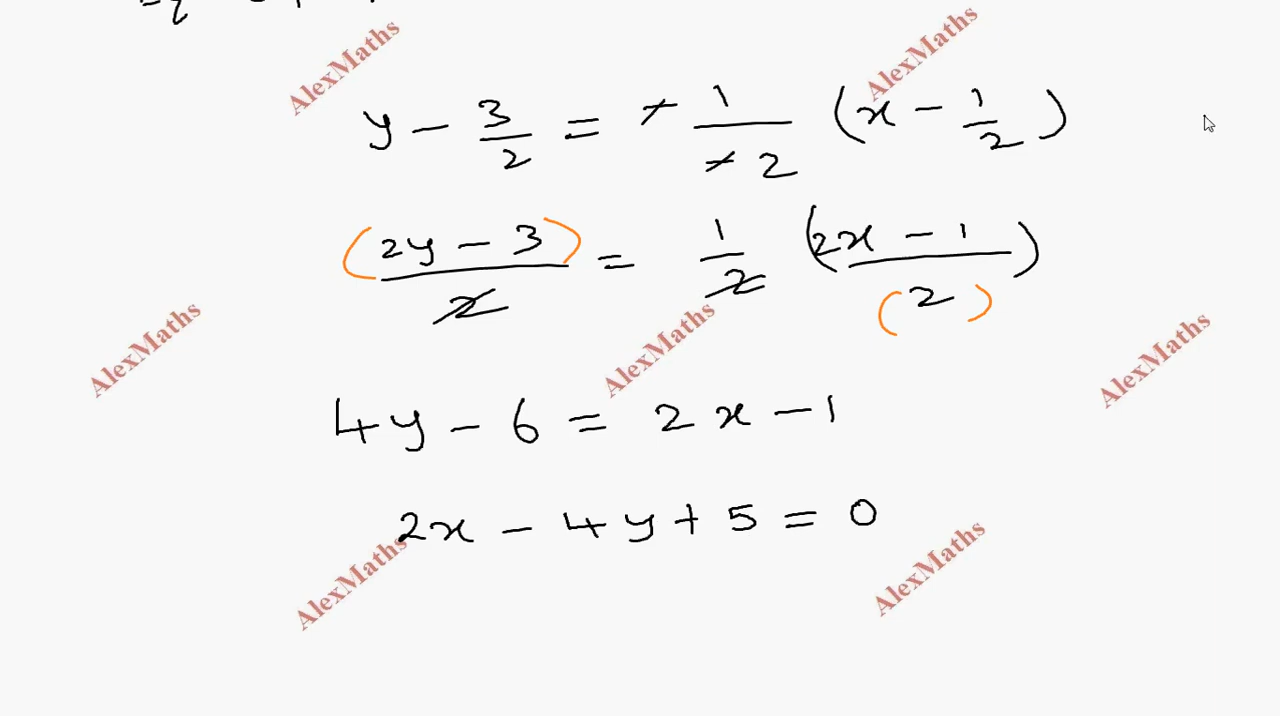 AlexMaths AlexMaths
y - 3/2 = - 1/-2 (x - 1/2)
(2y - 3)/2 = 1/2 (2x - 1)/(2)
AlexMaths AlexMaths AlexMaths
4y - 6 = 2x - 1
2x - 4y + 5 = 0
AlexMaths AlexMaths